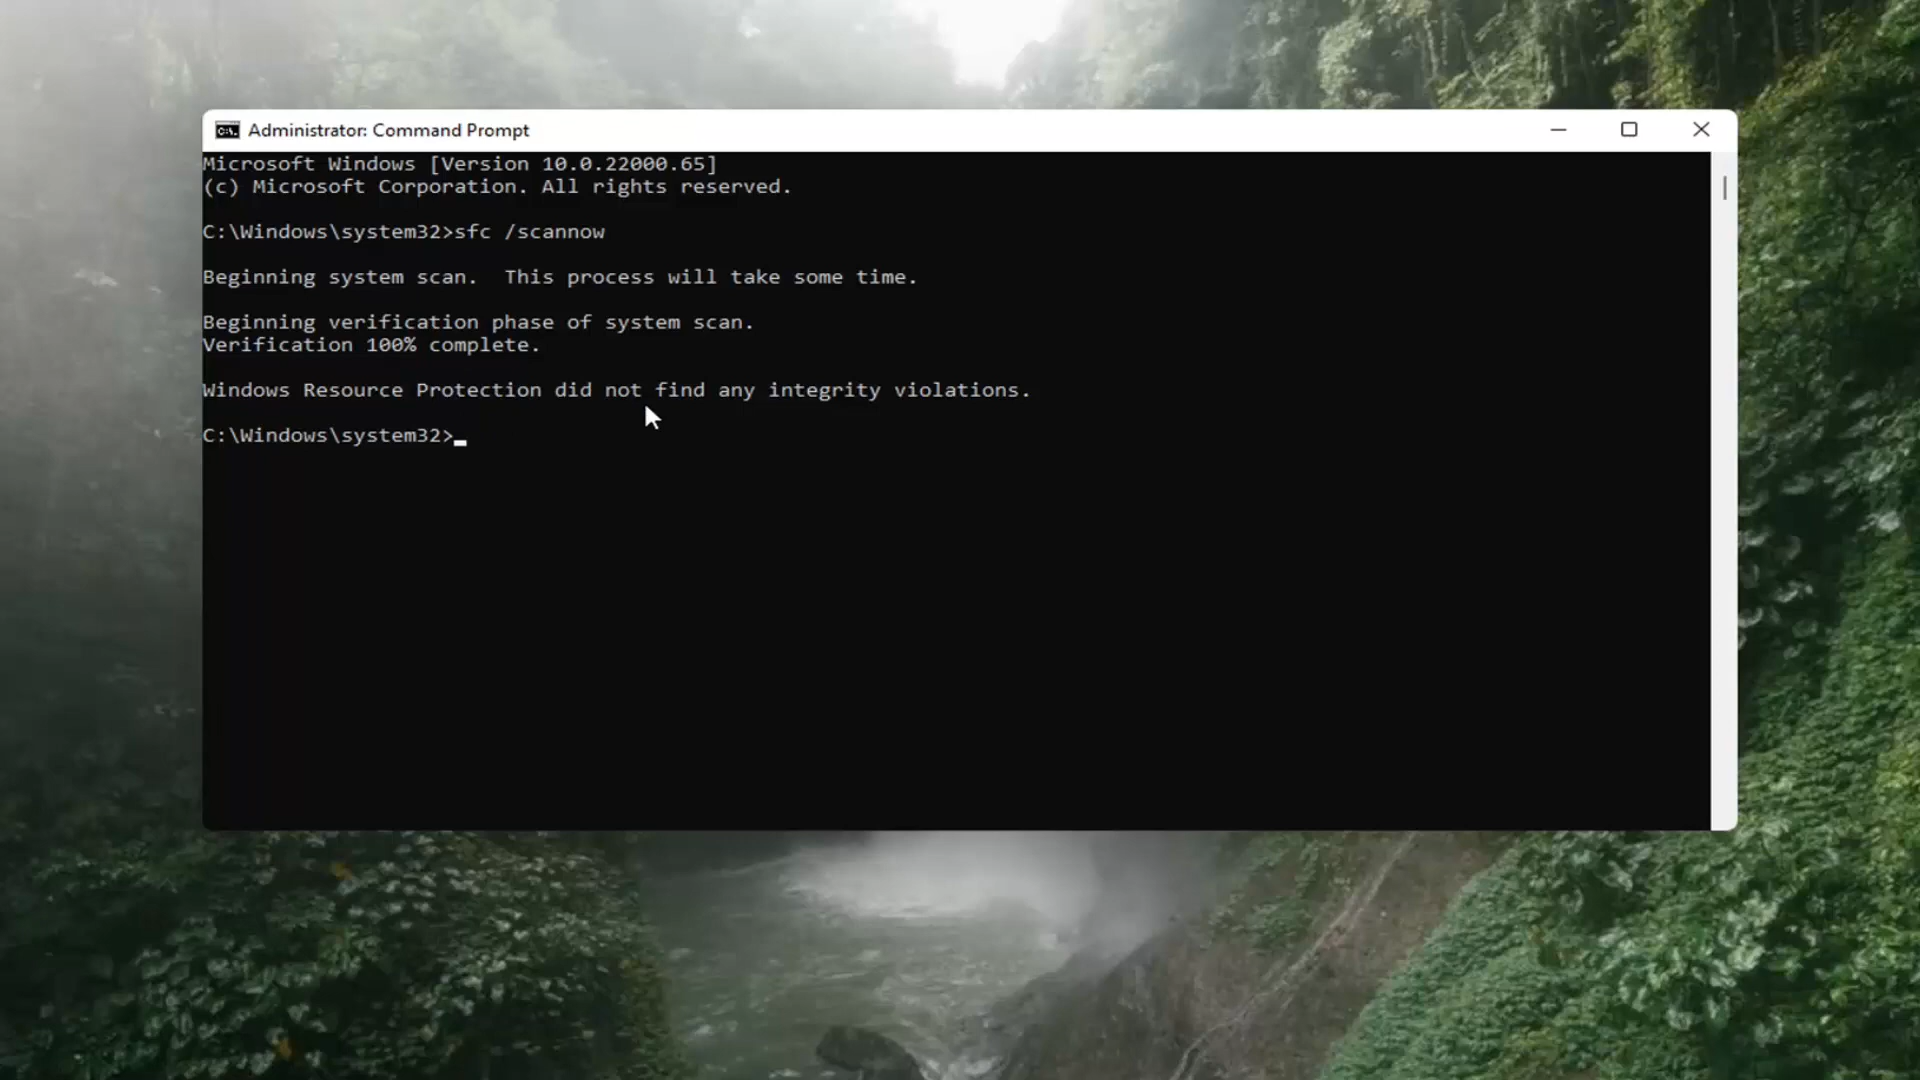 Administrator: Command Prompt
Microsoft Windows [Version 10.0.22000.65]
(c) Microsoft Corporation. All rights reserved.
C:\Windows\system32>sfc /scannow
Beginning system scan.  This process will take some time.
Beginning verification phase of system scan.
Verification 100% complete.
Windows Resource Protection did not find any integrity violations.
C:\Windows\system32>